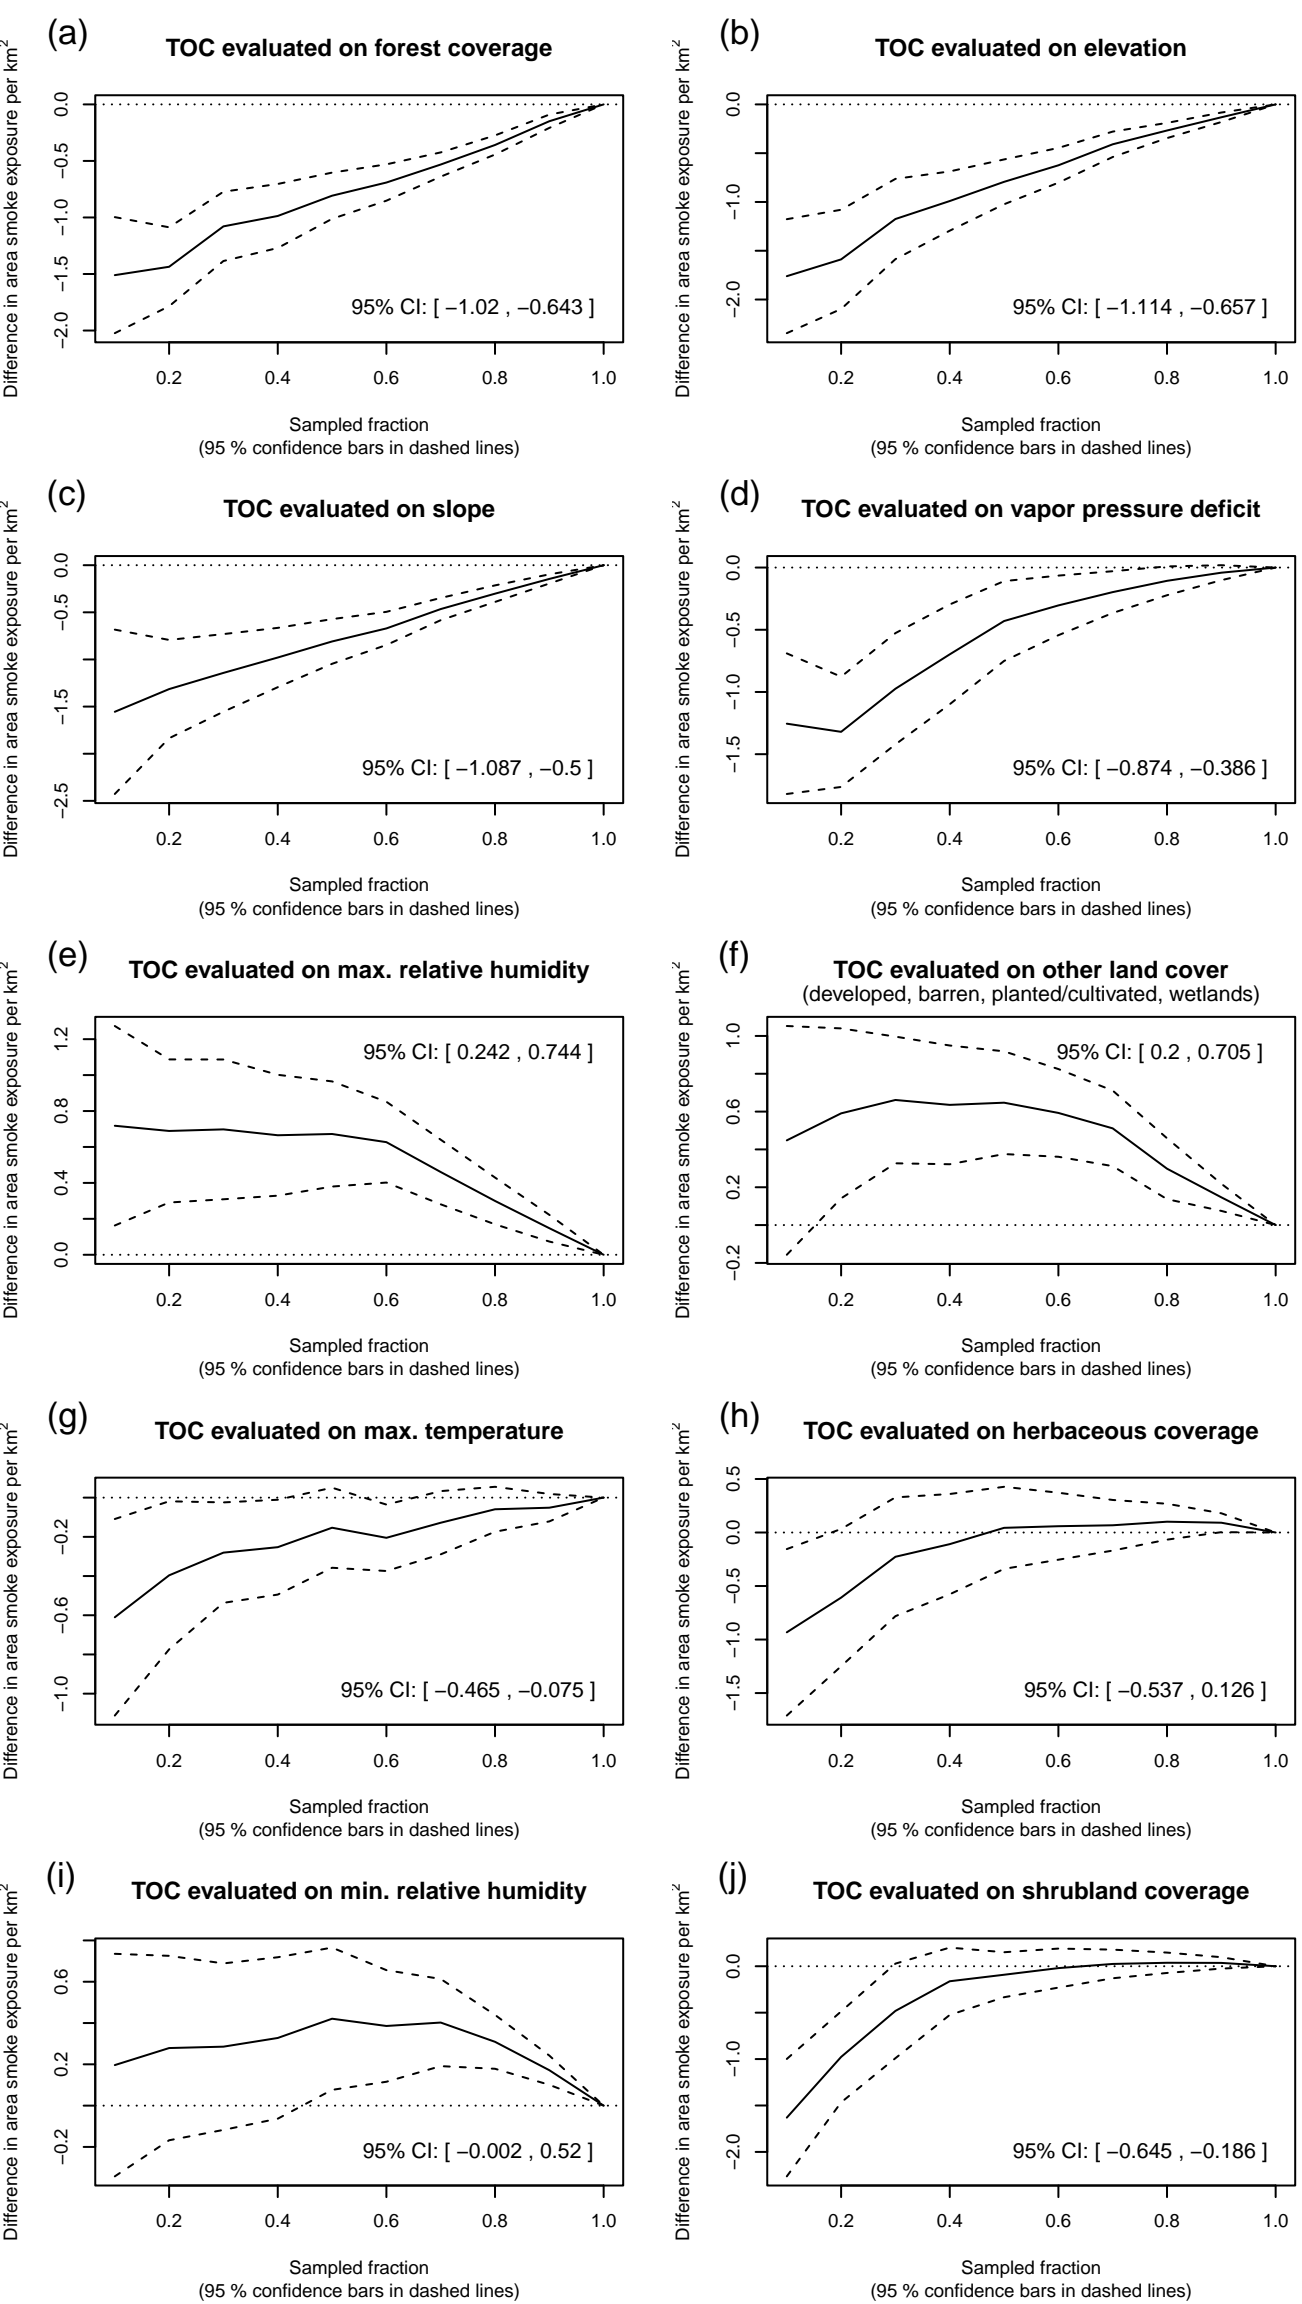 (a)
TOC evaluated on forest coverage
Difference in area smoke exposure per km²
0.0
−0.5
−1.0
−1.5
−2.0
95% CI: [ −1.02 , −0.643 ]
0.2 0.4 0.6 0.8 1.0
Sampled fraction
(95 % confidence bars in dashed lines)
(b)
TOC evaluated on elevation
Difference in area smoke exposure per km²
0.0
−1.0
−2.0
95% CI: [ −1.114 , −0.657 ]
0.2 0.4 0.6 0.8 1.0
Sampled fraction
(95 % confidence bars in dashed lines)
(c)
TOC evaluated on slope
Difference in area smoke exposure per km²
0.0
−0.5
−1.5
−2.5
95% CI: [ −1.087 , −0.5 ]
0.2 0.4 0.6 0.8 1.0
Sampled fraction
(95 % confidence bars in dashed lines)
(d)
TOC evaluated on vapor pressure deficit
Difference in area smoke exposure per km²
0.0
−0.5
−1.0
−1.5
95% CI: [ −0.874 , −0.386 ]
0.2 0.4 0.6 0.8 1.0
Sampled fraction
(95 % confidence bars in dashed lines)
(e)
TOC evaluated on max. relative humidity
Difference in area smoke exposure per km²
1.2
0.8
0.4
0.0
95% CI: [ 0.242 , 0.744 ]
0.2 0.4 0.6 0.8 1.0
Sampled fraction
(95 % confidence bars in dashed lines)
(f)
TOC evaluated on other land cover
(developed, barren, planted/cultivated, wetlands)
Difference in area smoke exposure per km²
1.0
0.6
0.2
−0.2
95% CI: [ 0.2 , 0.705 ]
0.2 0.4 0.6 0.8 1.0
Sampled fraction
(95 % confidence bars in dashed lines)
(g)
TOC evaluated on max. temperature
Difference in area smoke exposure per km²
−0.2
−0.6
−1.0
95% CI: [ −0.465 , −0.075 ]
0.2 0.4 0.6 0.8 1.0
Sampled fraction
(95 % confidence bars in dashed lines)
(h)
TOC evaluated on herbaceous coverage
Difference in area smoke exposure per km²
0.5
0.0
−0.5
−1.0
−1.5
95% CI: [ −0.537 , 0.126 ]
0.2 0.4 0.6 0.8 1.0
Sampled fraction
(95 % confidence bars in dashed lines)
(i)
TOC evaluated on min. relative humidity
Difference in area smoke exposure per km²
0.6
0.2
−0.2
95% CI: [ −0.002 , 0.52 ]
0.2 0.4 0.6 0.8 1.0
Sampled fraction
(95 % confidence bars in dashed lines)
(j)
TOC evaluated on shrubland coverage
Difference in area smoke exposure per km²
0.0
−1.0
−2.0
95% CI: [ −0.645 , −0.186 ]
0.2 0.4 0.6 0.8 1.0
Sampled fraction
(95 % confidence bars in dashed lines)